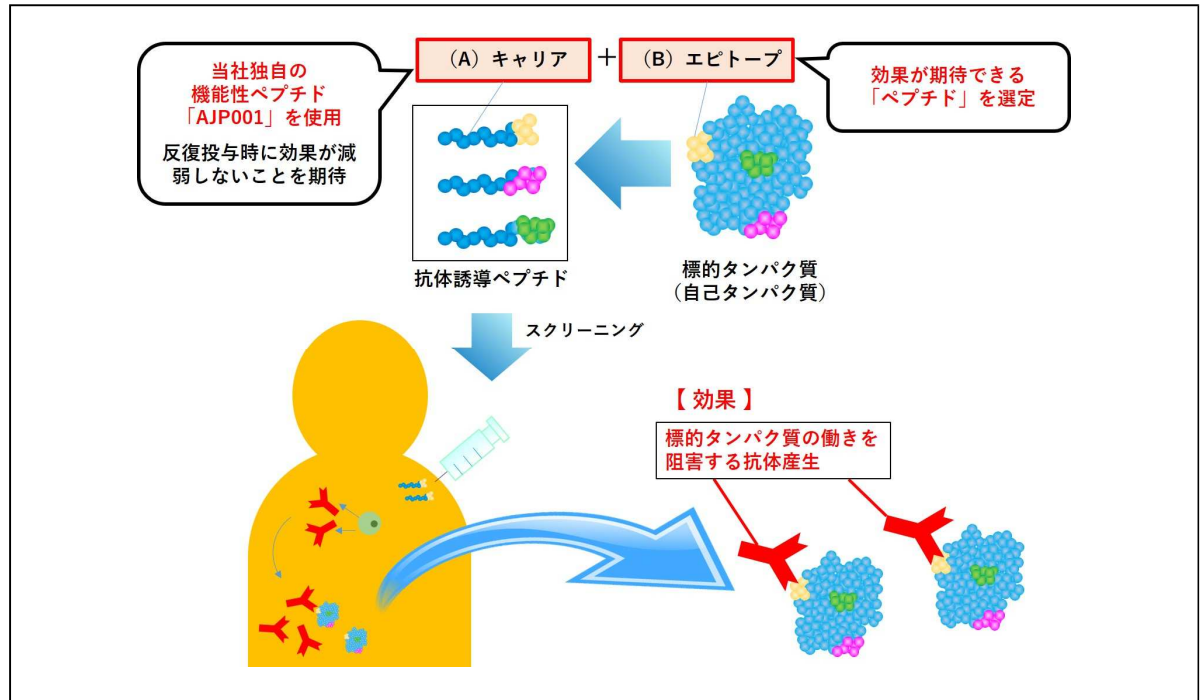 （A）キャリア
＋
（B）エピトープ
当社独自の
機能性ペプチド
「AJP001」を使用
反復投与時に効果が減
弱しないことを期待
効果が期待できる
「ペプチド」を選定
抗体誘導ペプチド
標的タンパク質
（自己タンパク質）
スクリーニング
【 効果 】
標的タンパク質の働きを
阻害する抗体産生